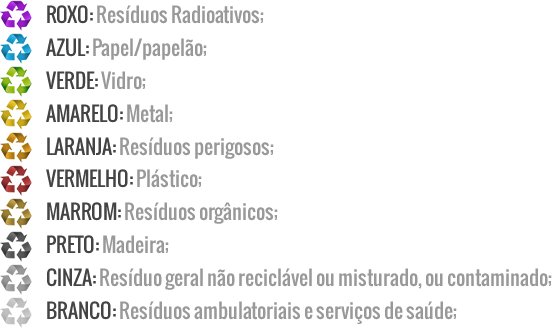 ROXO: Resíduos Radioativos;
AZUL: Papel/papelão;
VERDE: Vidro;
AMARELO: Metal;
LARANJA: Resíduos perigosos;
VERMELHO: Plástico;
MARROM: Resíduos orgânicos;
PRETO: Madeira;
CINZA: Resíduo geral não reciclável ou misturado, ou contaminado;
BRANCO: Resíduos ambulatoriais e serviços de saúde;